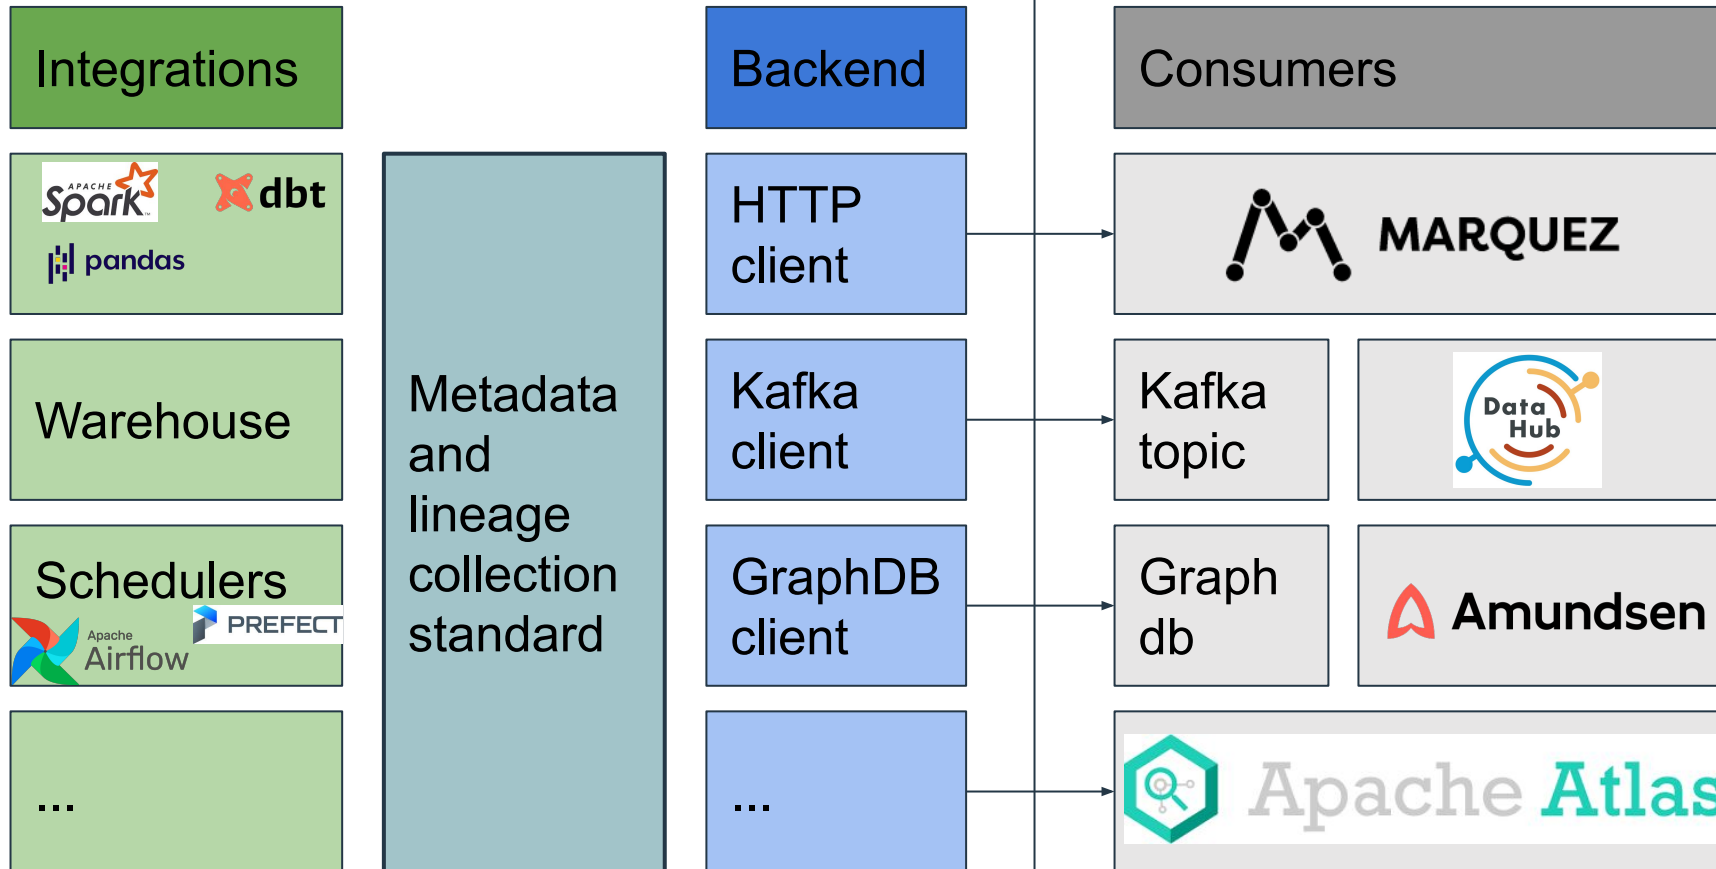 Integrations
Backend
Consumers
APACHE
Spark
dbt
pandas
HTTP
client
MARQUEZ
Warehouse
Metadata
and
lineage
collection
standard
Kafka
client
Kafka
topic
Data
Hub
Schedulers
Apache
Airflow
PREFECT
GraphDB
client
Graph
db
Amundsen
...
...
Apache Atlas